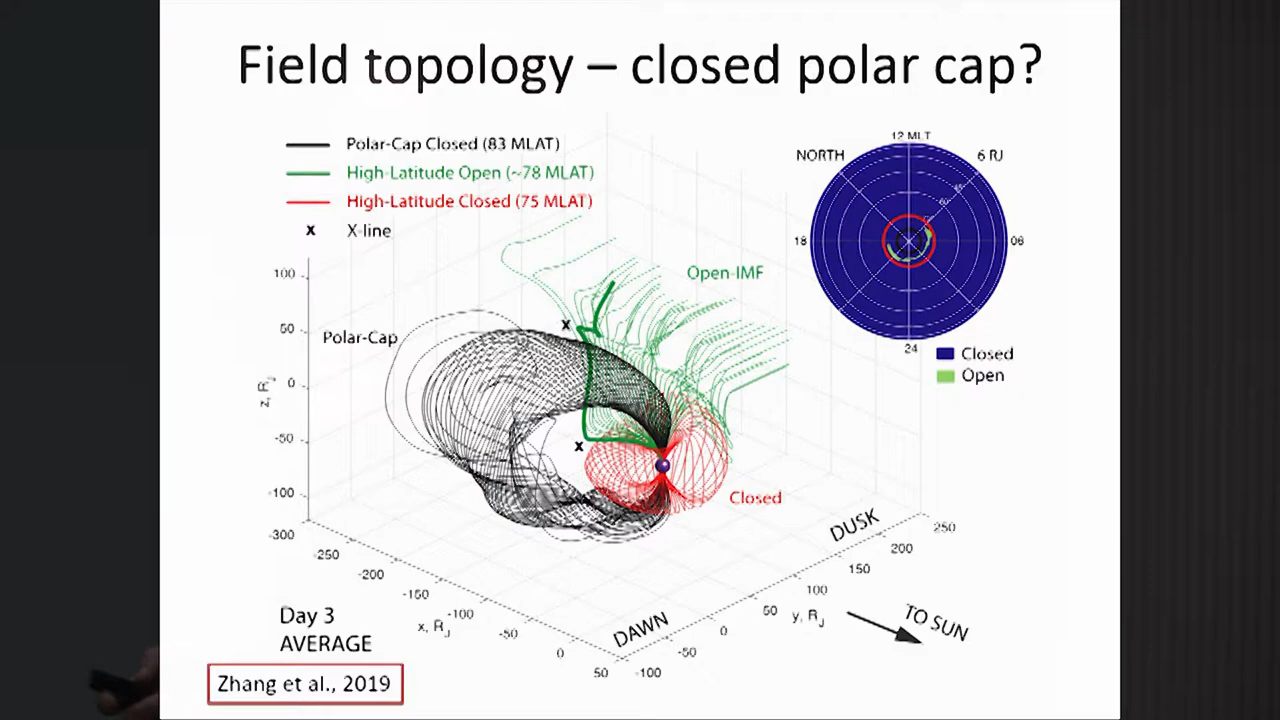 Field topology – closed polar cap?
Polar-Cap Closed (83 MLAT)
High-Latitude Open (~78 MLAT)
High-Latitude Closed (75 MLAT)
x X-line
12 MLT
NORTH
6 RJ
18
06
24
60°
Closed
Open
Open-IMF
Polar-Cap
x
x
Closed
100
50
0
-50
-100
z, RJ
-300
-250
-200
-150
-100
-50
0
50
x, RJ
-100
-50
0
50
100
150
200
250
y, RJ
DAWN
DUSK
TO SUN
Day 3
AVERAGE
Zhang et al., 2019